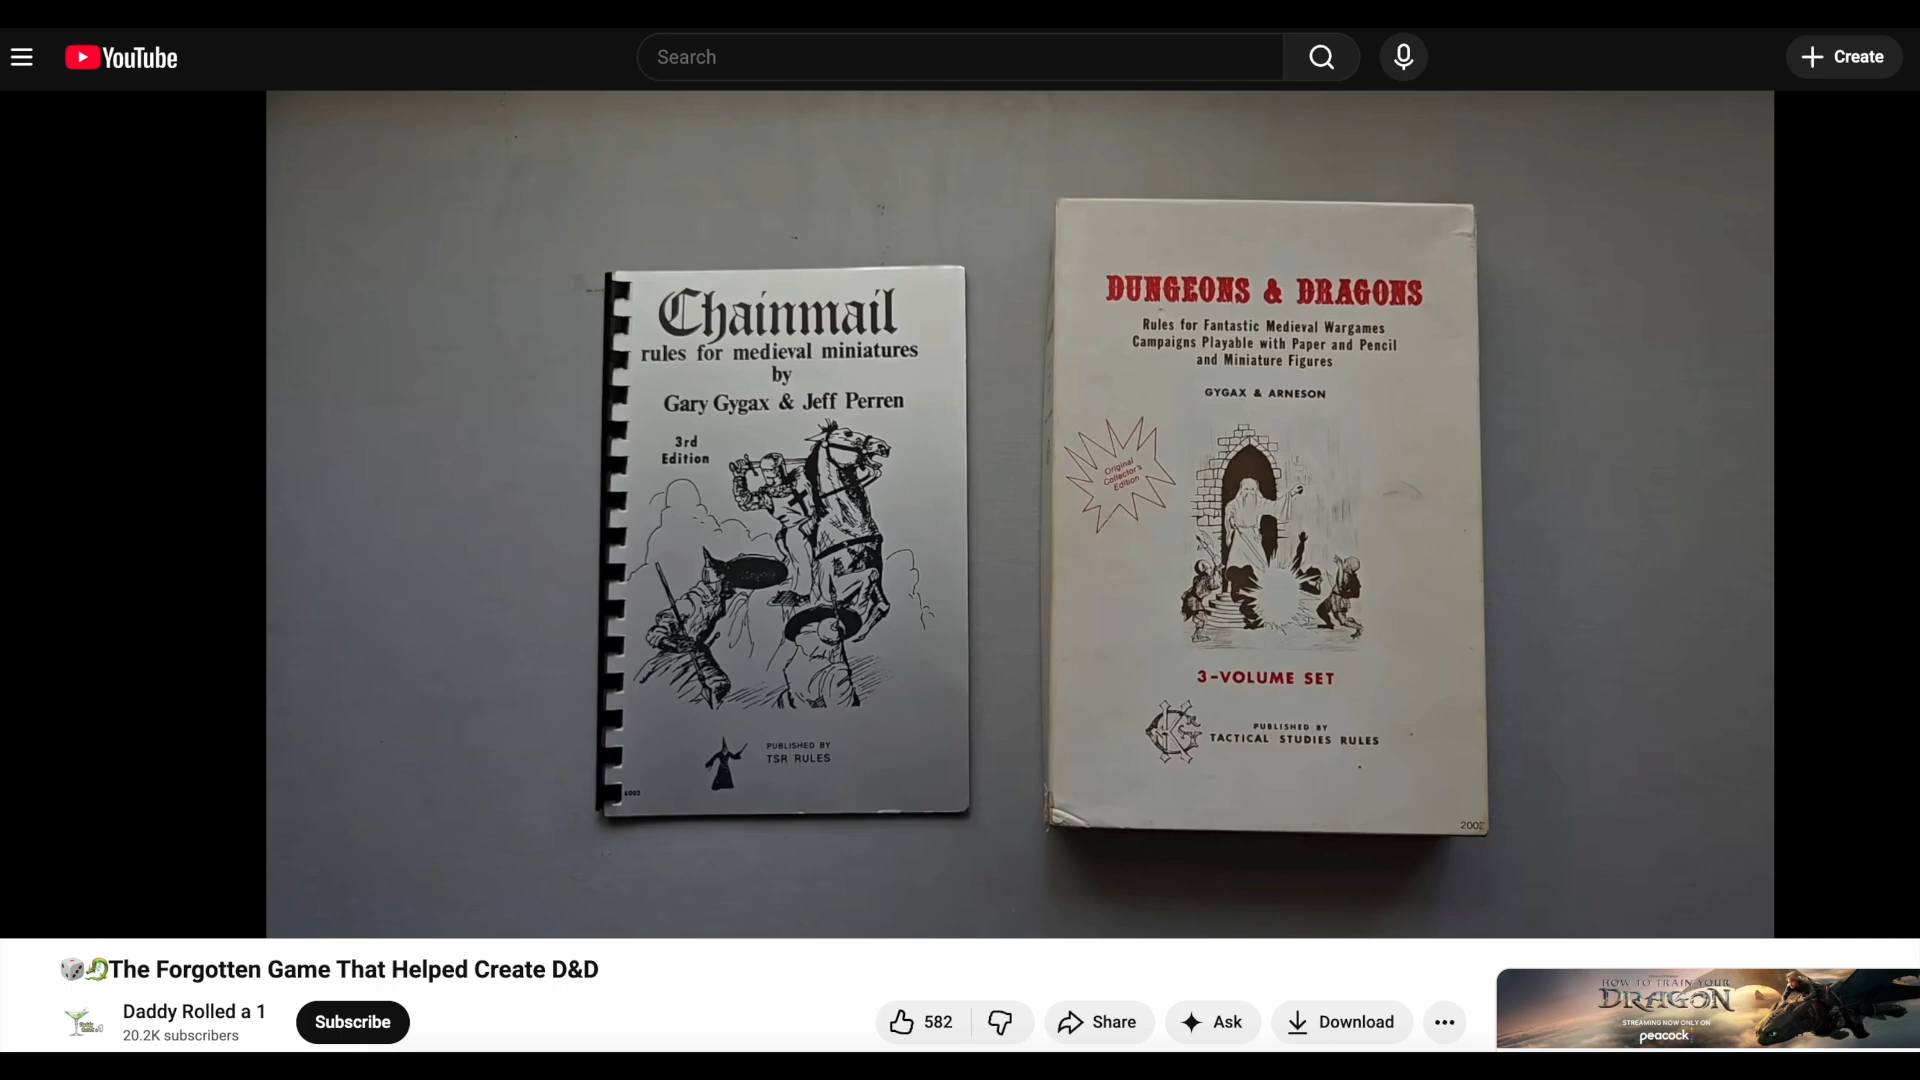 YouTube
Search
Create
Chainmail
rules for medieval miniatures
by
Gary Gygax & Jeff Perren
3rd
Edition
PUBLISHED BY
TSR RULES
DUNGEONS & DRAGONS
Rules for Fantastic Medieval Wargames
Campaigns Playable with Paper and Pencil
and Miniature Figures
GYGAX & ARNESON
Original
Collector's
Edition
3-VOLUME SET
PUBLISHED BY
TACTICAL STUDIES RULES
The Forgotten Game That Helped Create D&D
Daddy Rolled a 1
20.2K subscribers
Subscribe
582
Share
Ask
Download
HOW TO TRAIN YOUR
DRAGON
STREAMING NOW ONLY ON
peacock